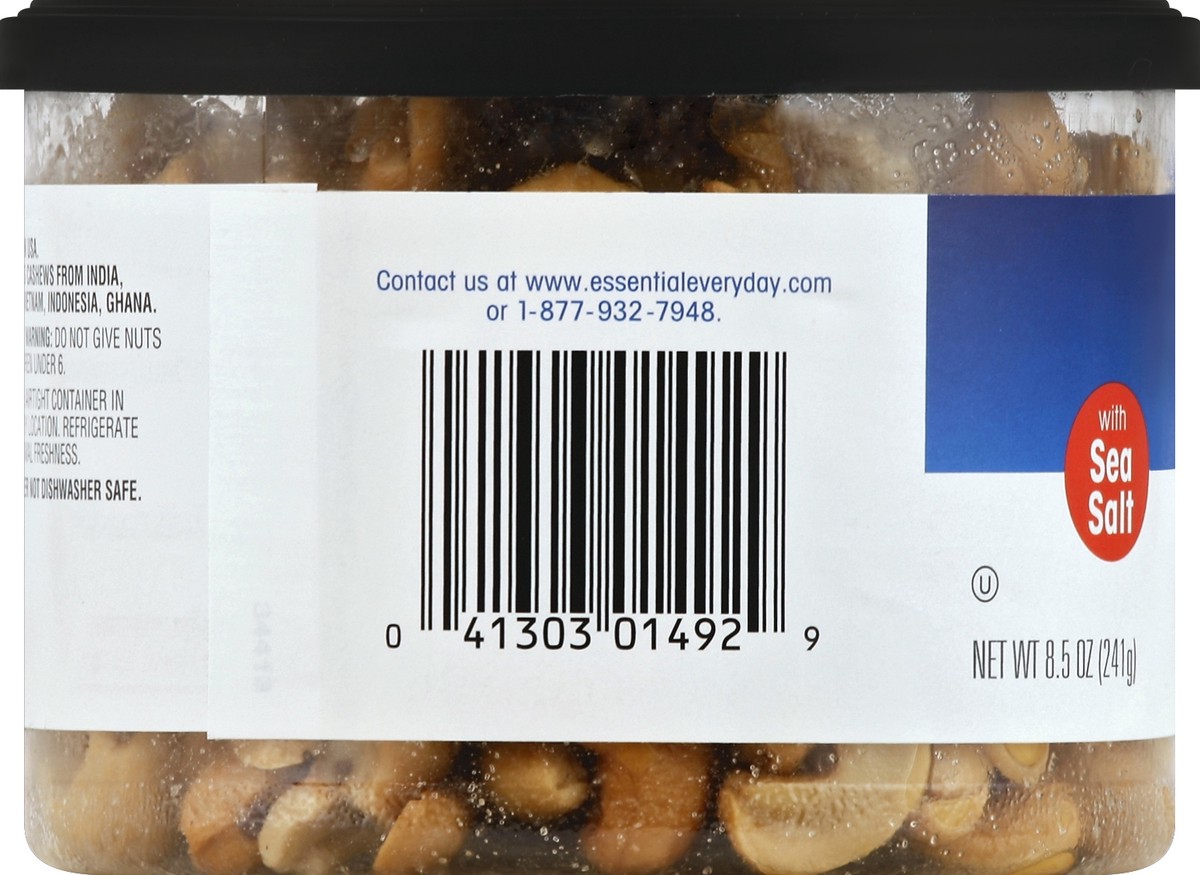 USA.
CASHEWS FROM INDIA,
INDONESIA, GHANA.
WARNING: DO NOT GIVE NUTS
UNDER 6.
AIRTIGHT CONTAINER IN
LOCATION. REFRIGERATE
FRESHNESS.
NOT DISHWASHER SAFE.
Contact us at www.essentialeveryday.com
or 1-877-932-7948.
0 41303 01492 9
with
Sea
Salt
U
NET WT 8.5 OZ (241g)